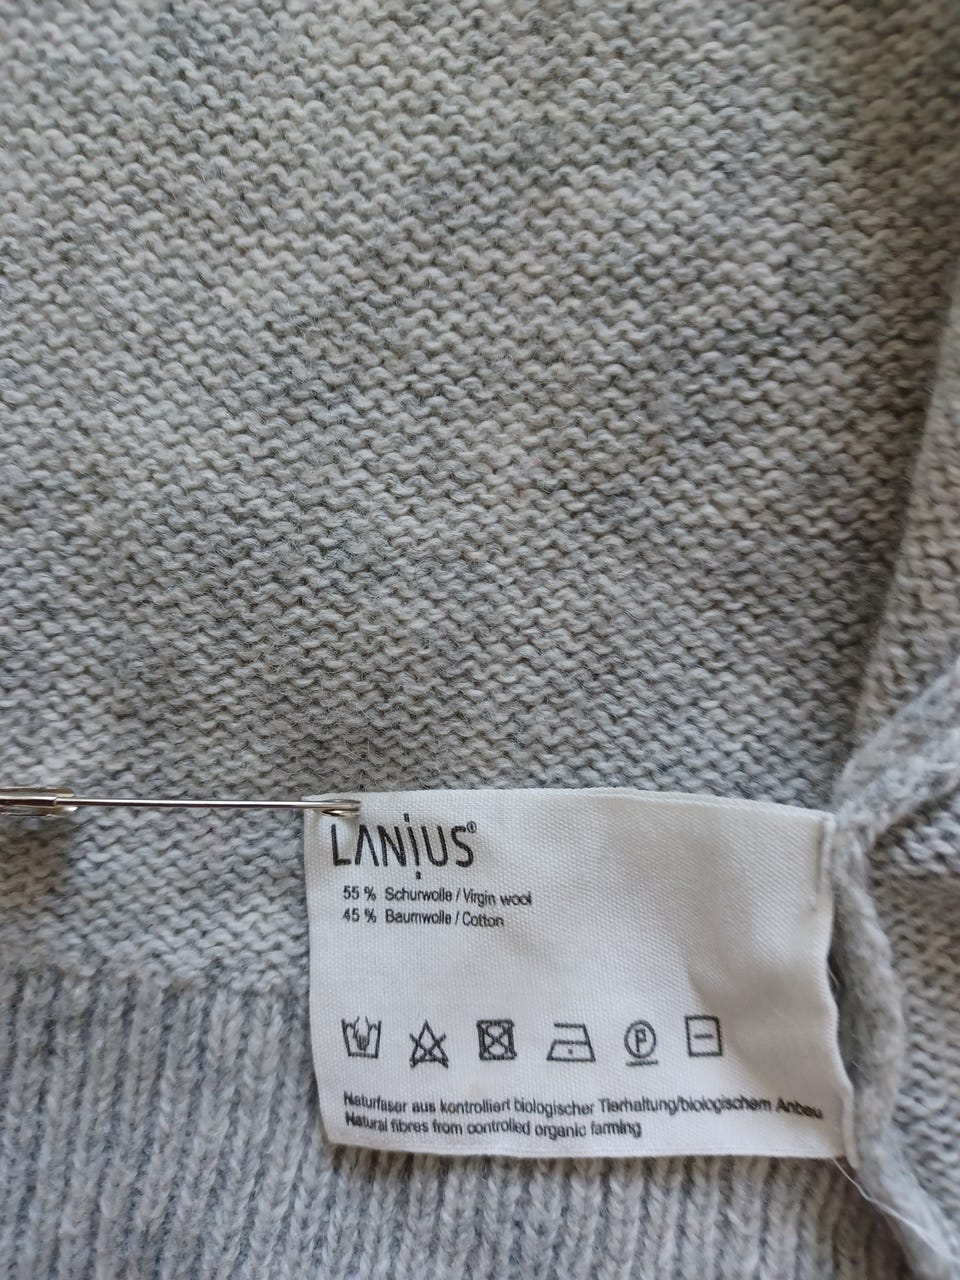 LANIUS®
55 % Schurwolle / Virgin wool
45 % Baumwolle / Cotton
P
Naturfaser aus kontrolliert biologischer Tierhaltung/biologischem Anbau
Natural fibres from controlled organic farming